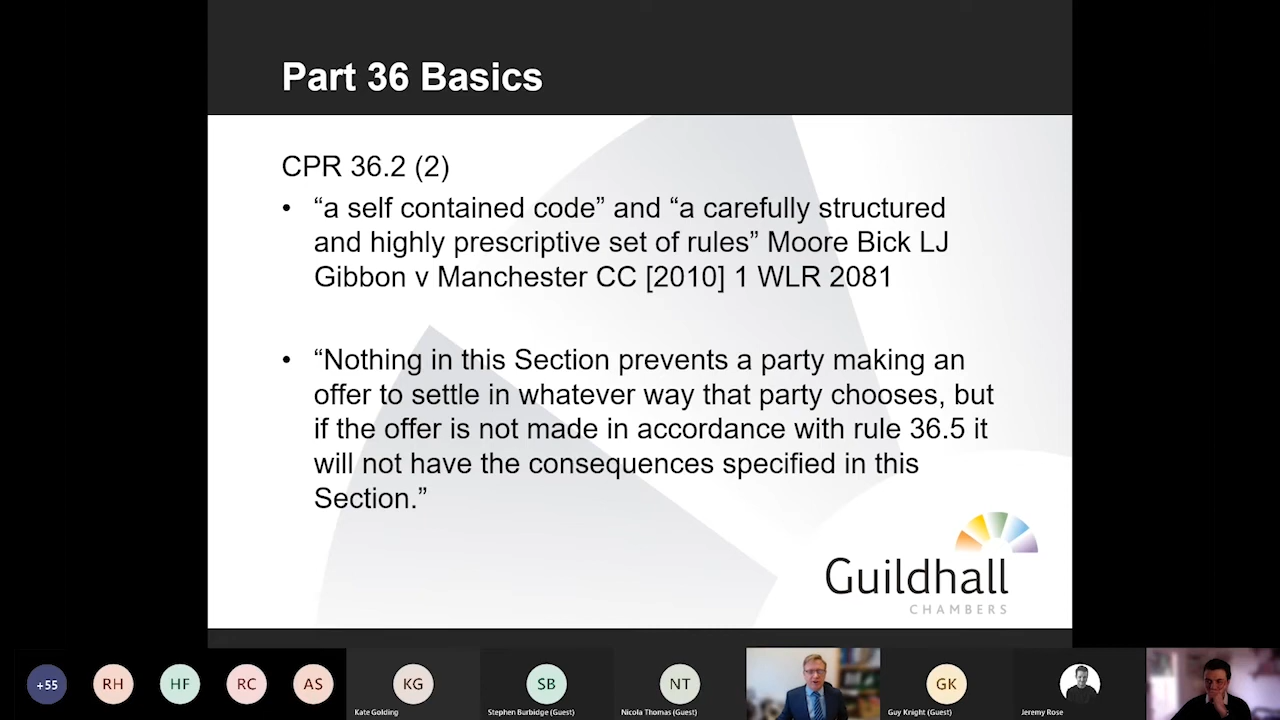 Part 36 Basics
CPR 36.2 (2)
• “a self contained code” and “a carefully structured
and highly prescriptive set of rules” Moore Bick LJ
Gibbon v Manchester CC [2010] 1 WLR 2081
• “Nothing in this Section prevents a party making an
offer to settle in whatever way that party chooses, but
if the offer is not made in accordance with rule 36.5 it
will not have the consequences specified in this
Section.”
Guildhall
CHAMBERS
+55
RH
HF
RC
AS
KG
SB
NT
GK
Kate Golding
Stephen Burbidge (Guest)
Nicola Thomas (Guest)
Guy Knight (Guest)
Jeremy Rose